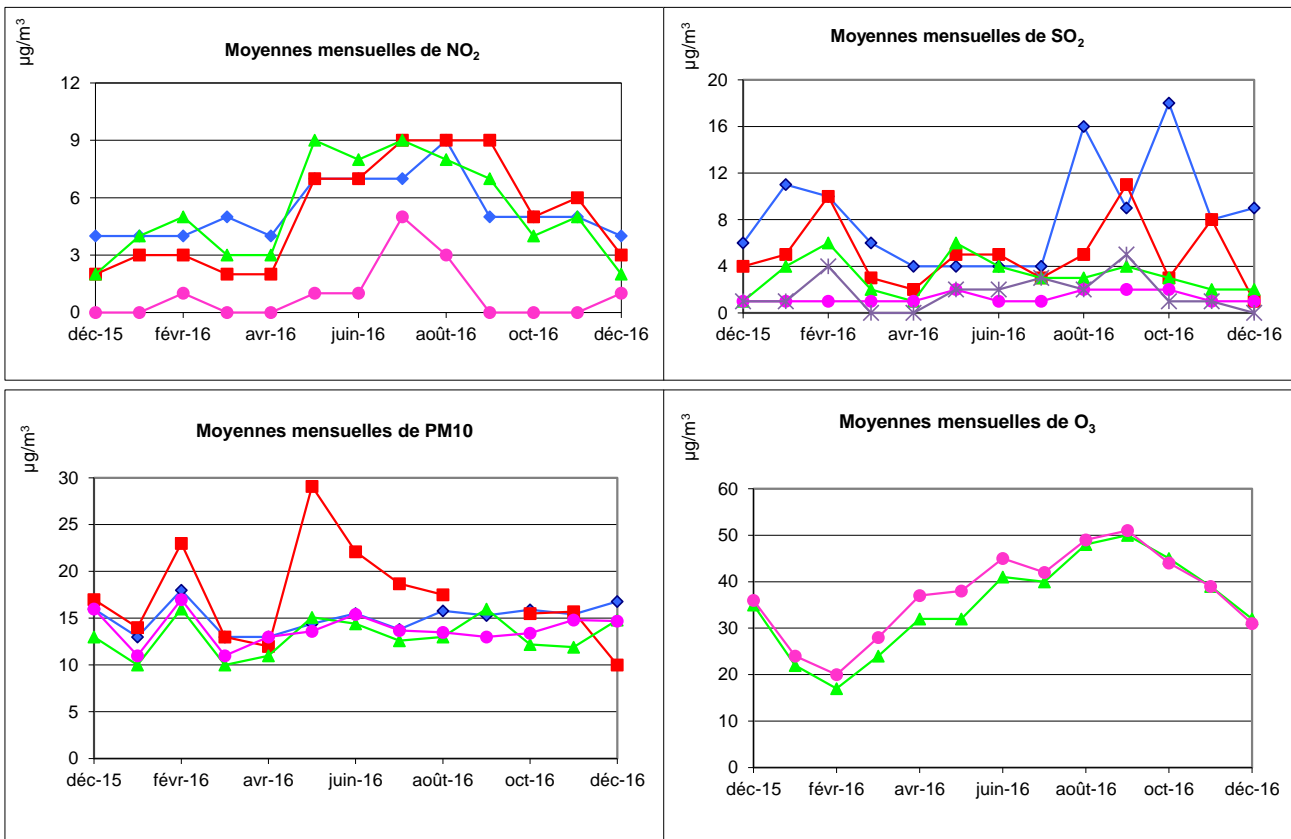 µg/m³
Moyennes mensuelles de NO₂
12
9
6
3
0
déc-15 févr-16 avr-16 juin-16 août-16 oct-16 déc-16
µg/m³
Moyennes mensuelles de SO₂
20
16
12
8
4
0
déc-15 févr-16 avr-16 juin-16 août-16 oct-16 déc-16
µg/m³
Moyennes mensuelles de PM10
30
25
20
15
10
5
0
déc-15 févr-16 avr-16 juin-16 août-16 oct-16 déc-16
µg/m³
Moyennes mensuelles de O₃
60
50
40
30
20
10
0
déc-15 févr-16 avr-16 juin-16 août-16 oct-16 déc-16